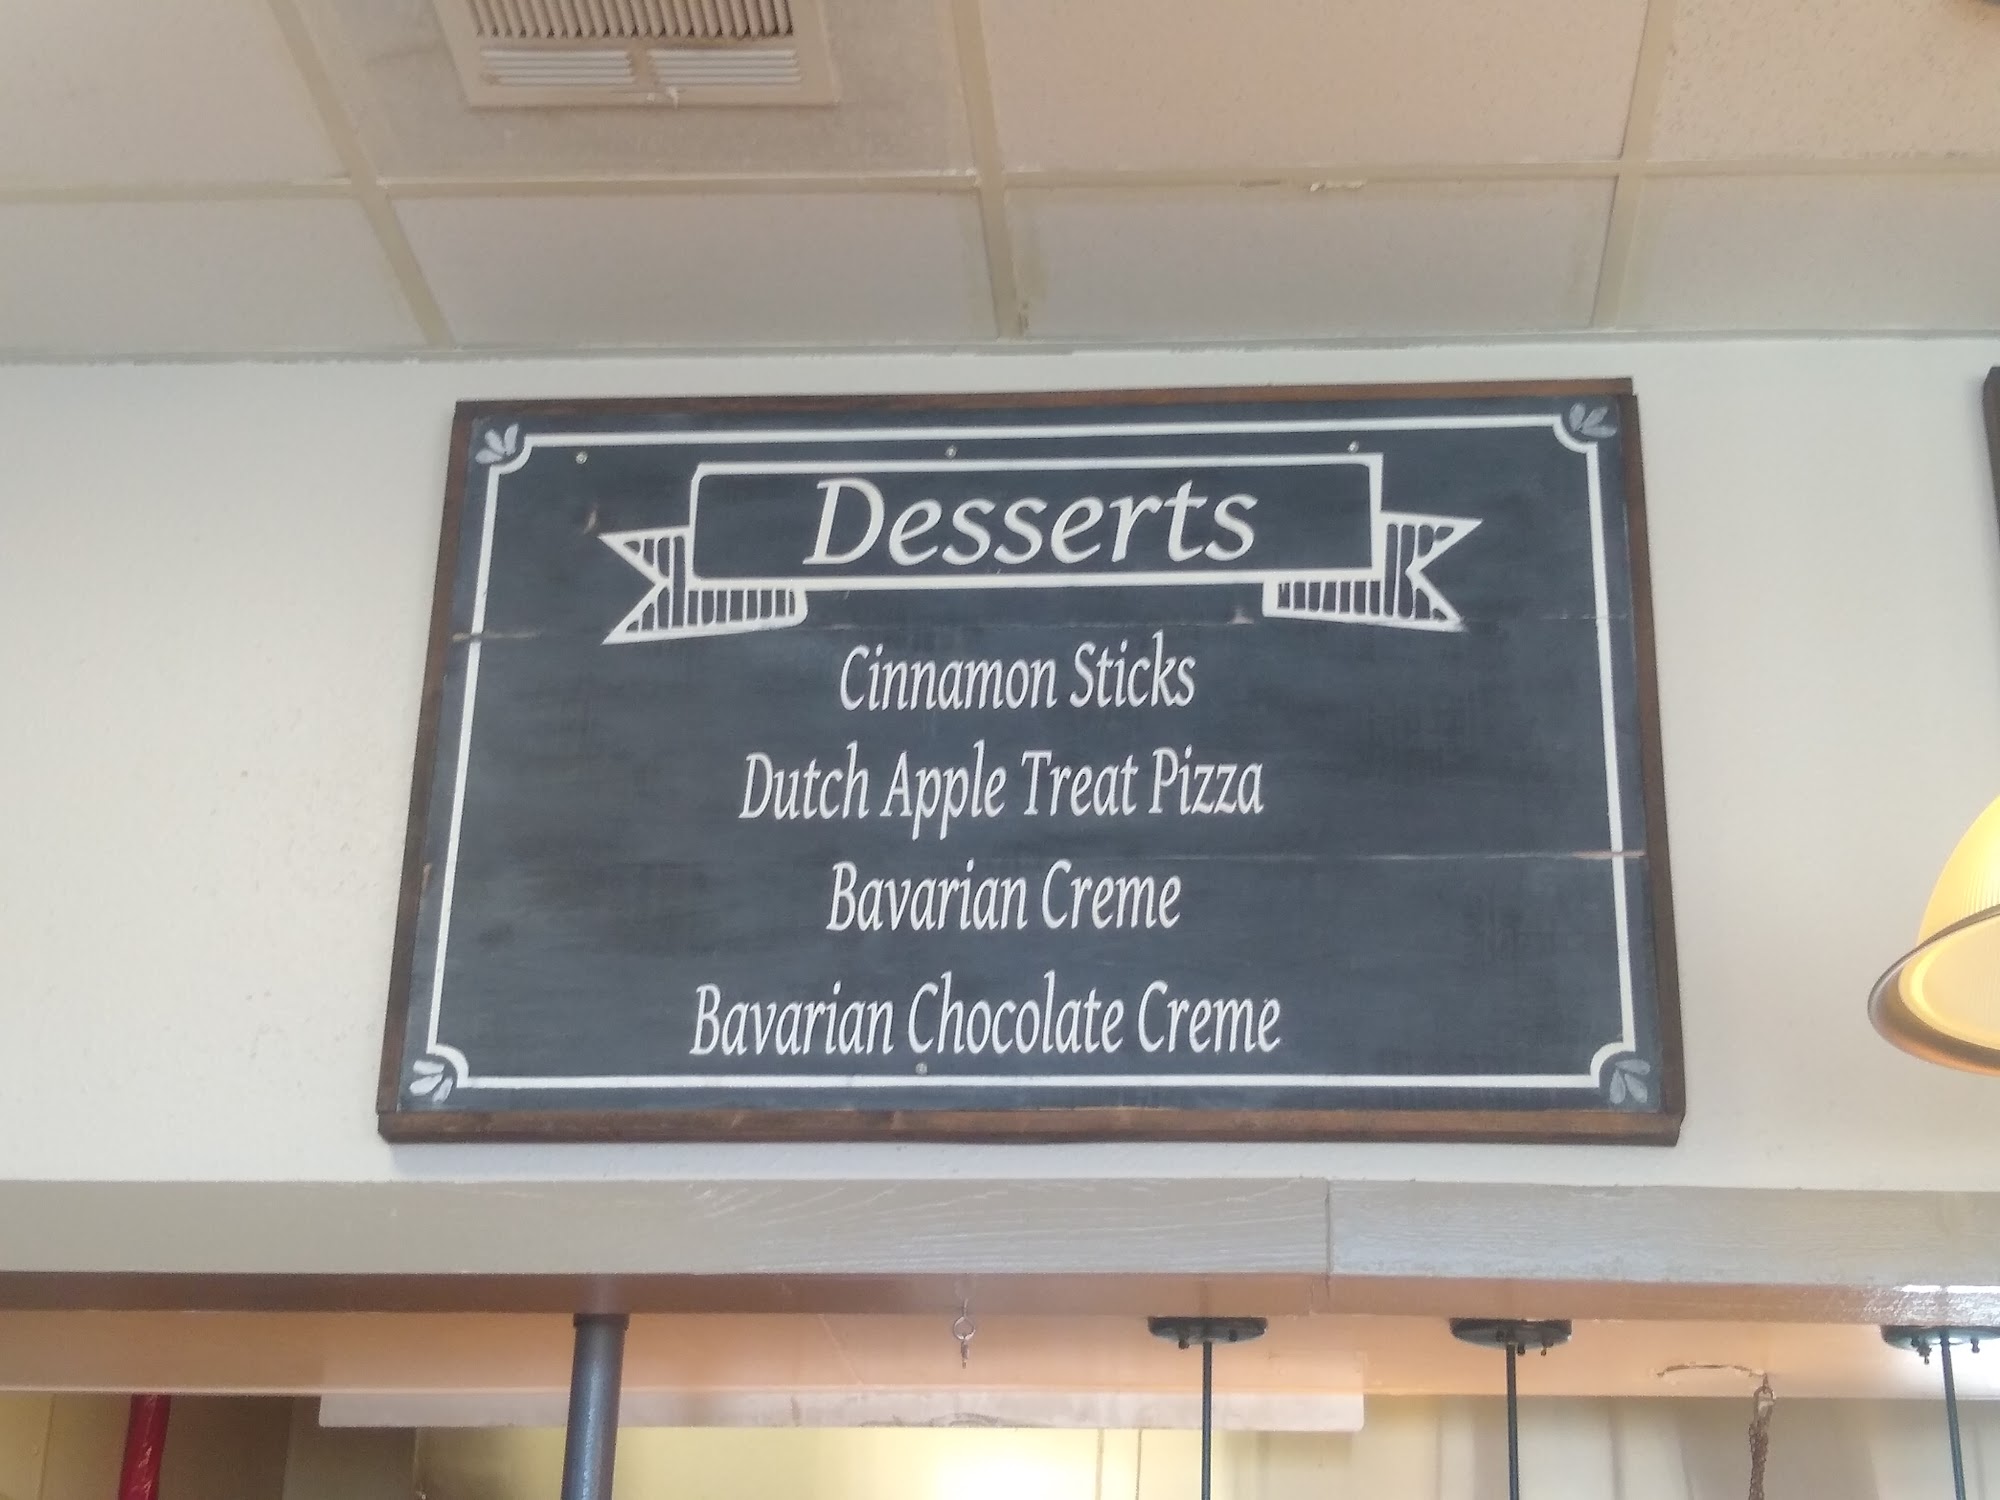 Desserts
Cinnamon Sticks
Dutch Apple Treat Pizza
Bavarian Creme
Bavarian Chocolate Creme